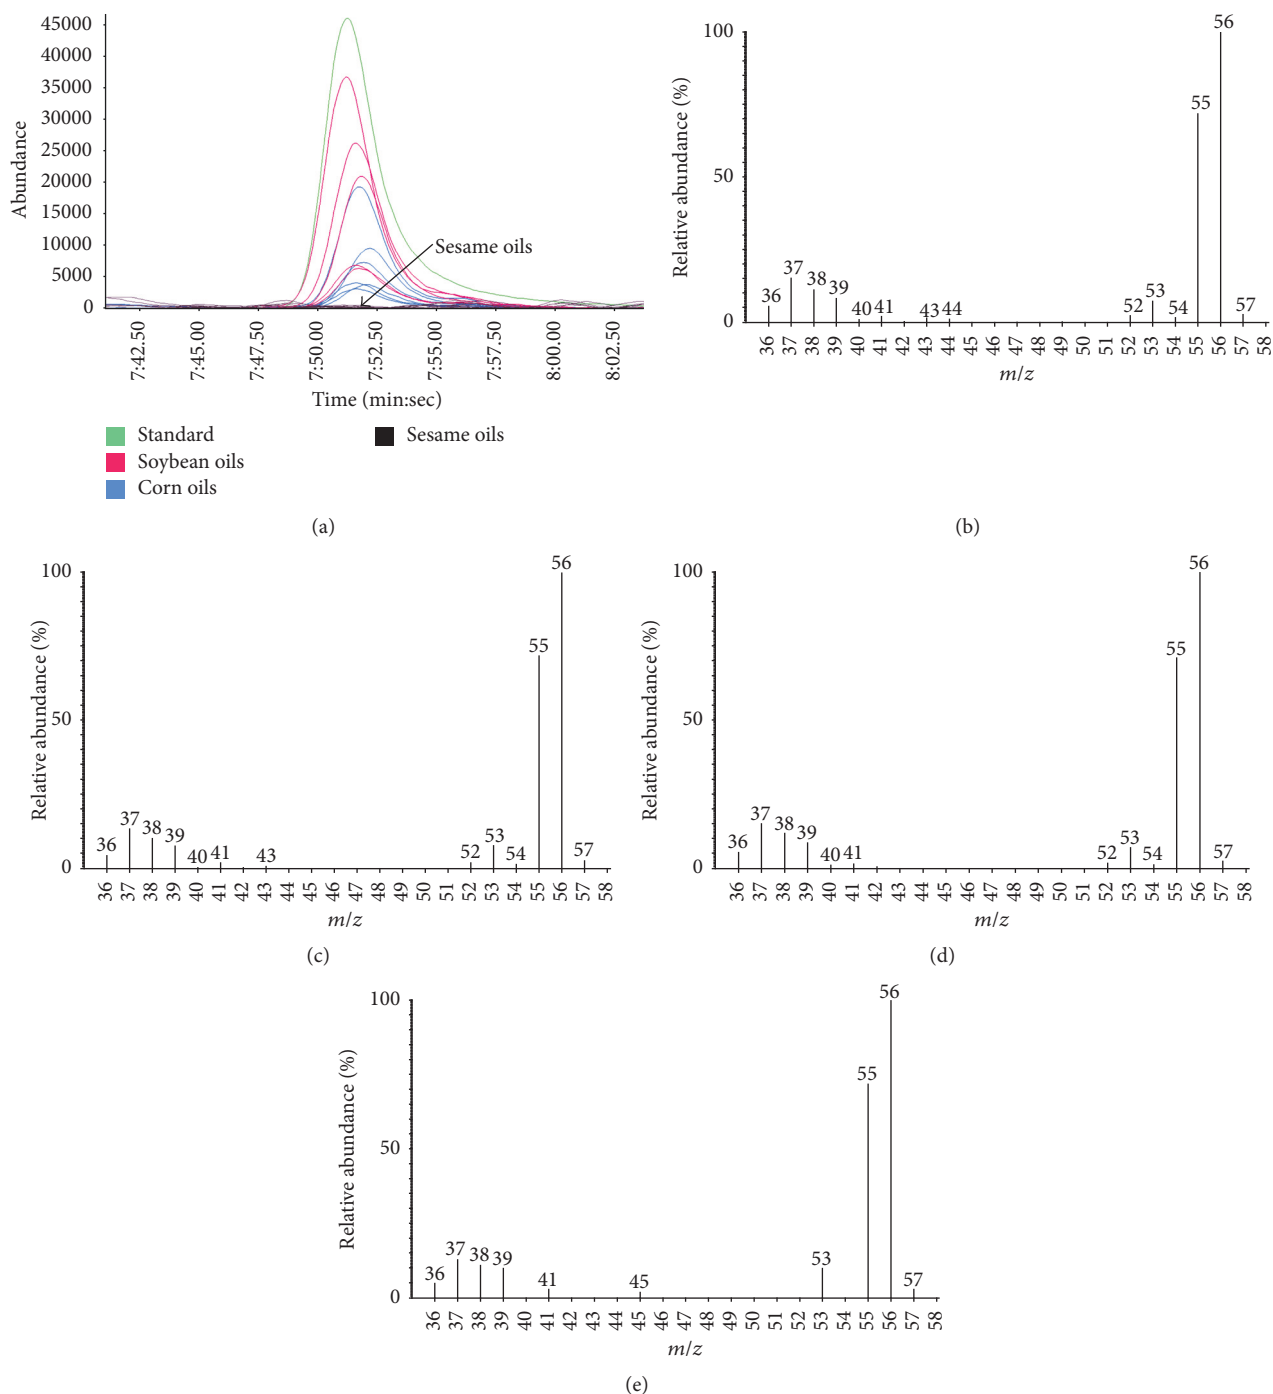 45000
40000
35000
30000
25000
20000
15000
10000
5000
0
Abundance
Sesame oils
7:42.50
7:45.00
7:47.50
7:50.00
7:52.50
7:55.00
7:57.50
8:00.00
8:02.50
Time (min:sec)
Standard
Soybean oils
Corn oils
Sesame oils
(a)
100
50
0
Relative abundance (%)
36 37 38 39 40 41 43 44 52 53 54 55 56 57
36 37 38 39 40 41 42 43 44 45 46 47 48 49 50 51 52 53 54 55 56 57 58
m/z
(b)
100
50
0
Relative abundance (%)
36 37 38 39 40 41 43 52 53 54 55 56 57
36 37 38 39 40 41 42 43 44 45 46 47 48 49 50 51 52 53 54 55 56 57 58
m/z
(c)
100
50
0
Relative abundance (%)
36 37 38 39 40 41 52 53 54 55 56 57
36 37 38 39 40 41 42 43 44 45 46 47 48 49 50 51 52 53 54 55 56 57 58
m/z
(d)
100
50
0
Relative abundance (%)
36 37 38 39 41 45 53 55 56 57
36 37 38 39 40 41 42 43 44 45 46 47 48 49 50 51 52 53 54 55 56 57 58
m/z
(e)